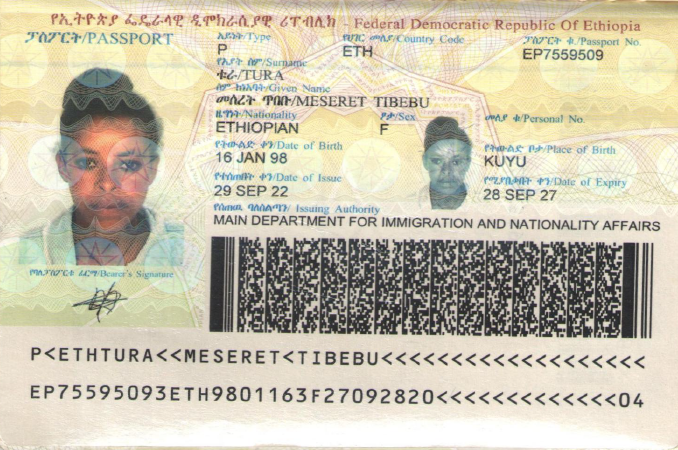 የኢትዮጵያ ፌዴራላዊ ዲሞክራሲያዊ ሪፐብሊክ - Federal Democratic Republic Of Ethiopia
ፓስፖርት/PASSPORT
አይነት/Type
የሀገር መለያ/Country Code
ፓስፖርት ቁ./Passport No.
P
ETH
EP7559509
የአያት ስም/Surname
ቱራ/TURA
ስም ከነአባት/Given Name
መሰረት ጥበቡ/MESERET TIBEBU
ዜግነት/Nationality
ፆታ/Sex
መለያ ቁ/Personal No.
ETHIOPIAN
F
የትውልድ ቀን/Date of Birth
የትውልድ ቦታ/Place of Birth
16 JAN 98
KUYU
የተሰጠበት ቀን/Date of Issue
የሚያበቃበት ቀን/Date of Expiry
29 SEP 22
28 SEP 27
የሰጠዉ ባለስልጣን/ Issuing Authority
MAIN DEPARTMENT FOR IMMIGRATION AND NATIONALITY AFFAIRS
የባለፓስፖርቱ ፊርማ/Bearer's Signature
P<ETHTURA<<MESERET<TIBEBU<<<<<<<<<<<<<<<<<<<
EP75595093ETH9801163F27092820<<<<<<<<<<<<<04